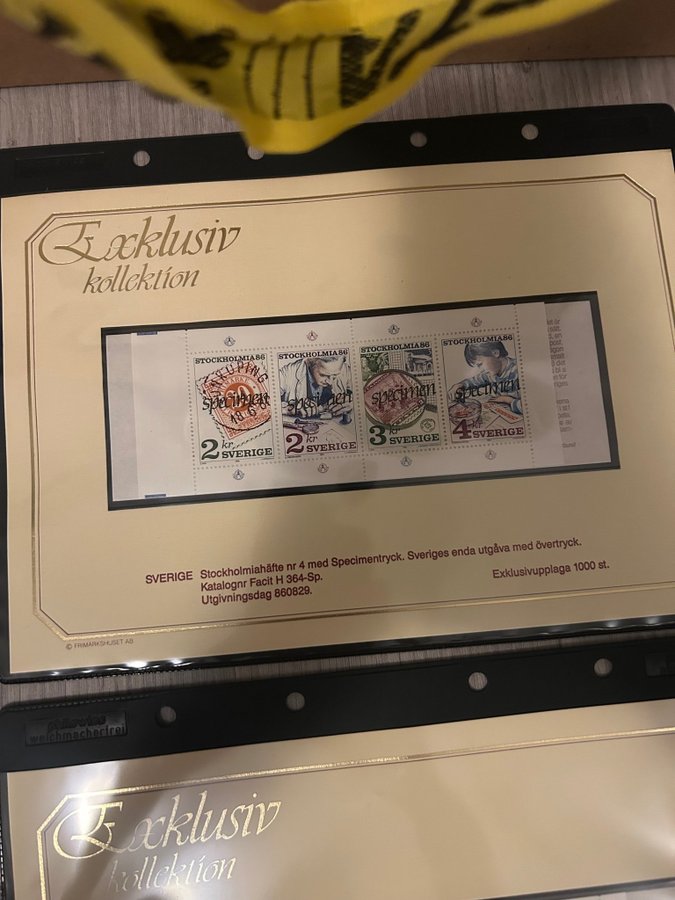 Exklusiv
kollektion
STOCKHOLMIA86 STOCKHOLMIA86 STOCKHOLMIA86 STOCKHOLMIA86
specimen specimen specimen specimen
2 kr SVERIGE 2 kr SVERIGE 3 kr SVERIGE 4 kr SVERIGE
SVERIGE Stockholmiahäfte nr 4 med Specimentryck. Sveriges enda utgåva med övertryck.
Katalognr Facit H 364-Sp. Exklusivupplaga 1000 st.
Utgivningsdag 860829.
© FRIMÄRKSHUSET AB
philswiss
weichmacherfrei
Exklusiv
kollektion